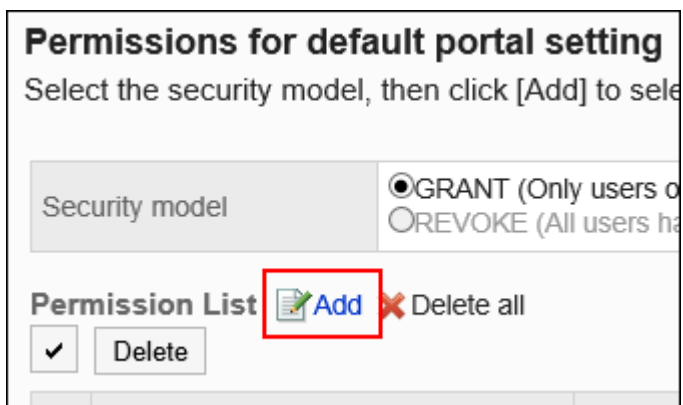 Permissions for default portal setting
Select the security model, then click [Add] to sele
Security model
GRANT (Only users o
REVOKE (All users ha
Permission List Add Delete all
Delete